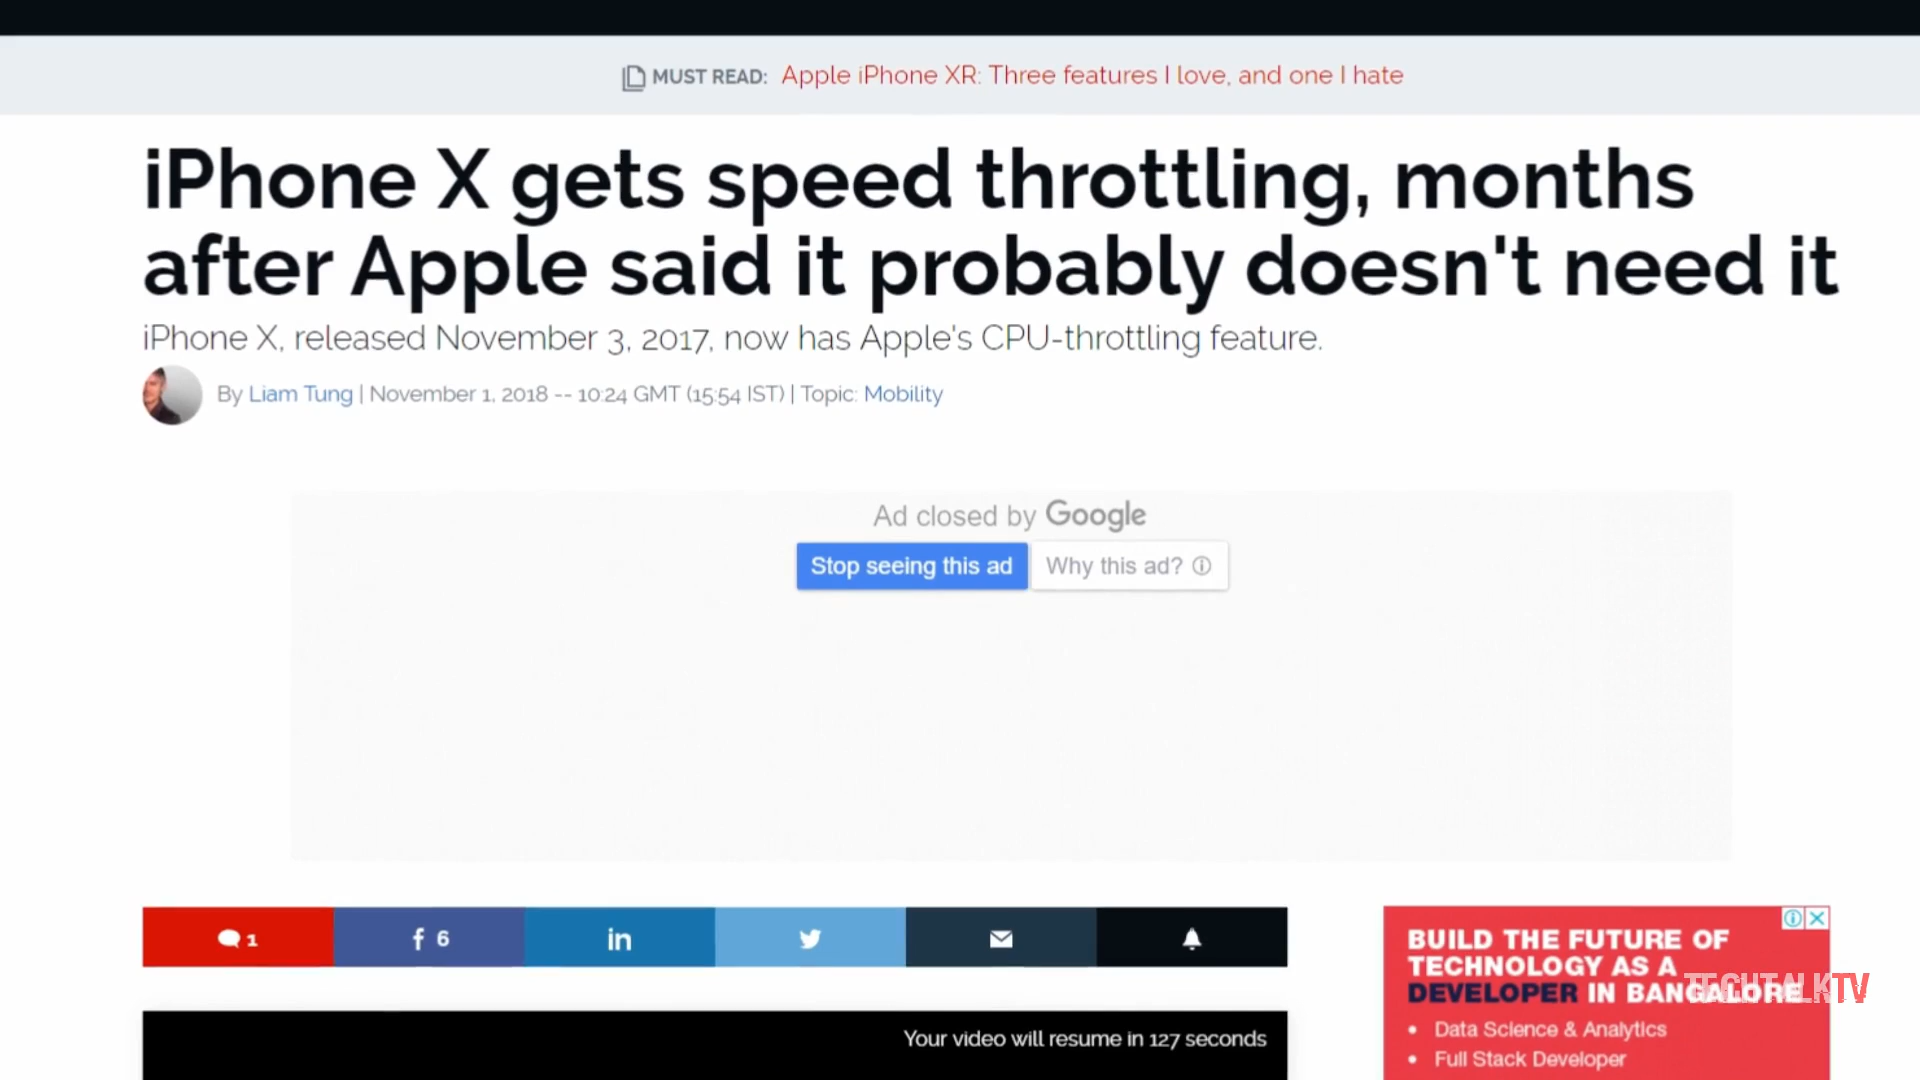 MUST READ: Apple iPhone XR: Three features I love, and one I hate
iPhone X gets speed throttling, months
after Apple said it probably doesn't need it
iPhone X, released November 3, 2017, now has Apple's CPU-throttling feature.
By Liam Tung | November 1, 2018 -- 10:24 GMT (15:54 IST) | Topic: Mobility
Ad closed by Google
Stop seeing this ad
Why this ad?
1
f 6
in
Your video will resume in 127 seconds
BUILD THE FUTURE OF
TECHNOLOGY AS A
DEVELOPER IN BANGALORE
TECHTALKTV
• Data Science & Analytics
• Full Stack Developer